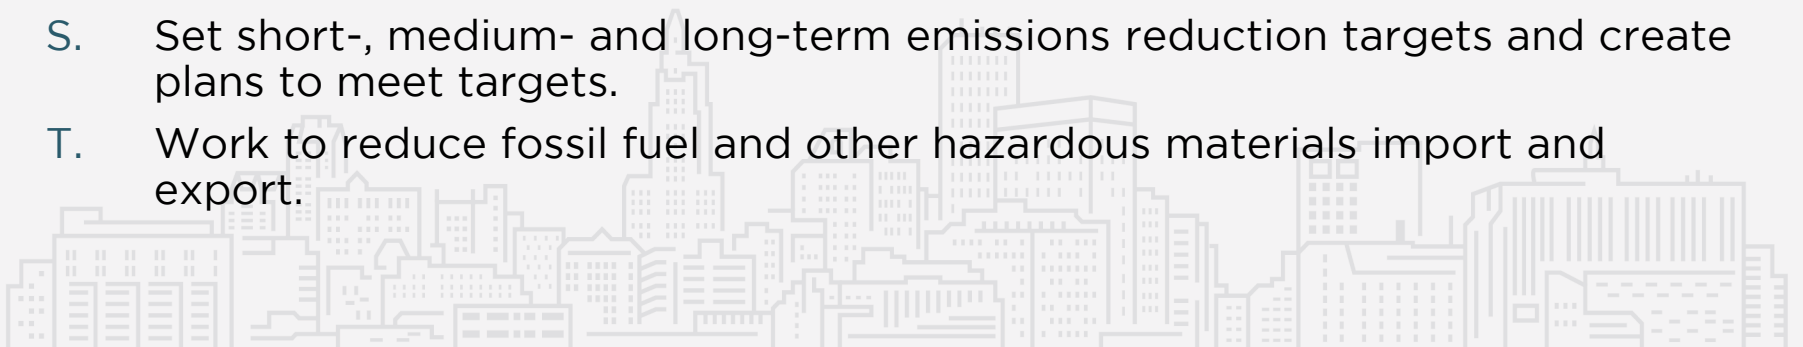 S. Set short-, medium- and long-term emissions reduction targets and create
plans to meet targets.
T. Work to reduce fossil fuel and other hazardous materials import and
export.